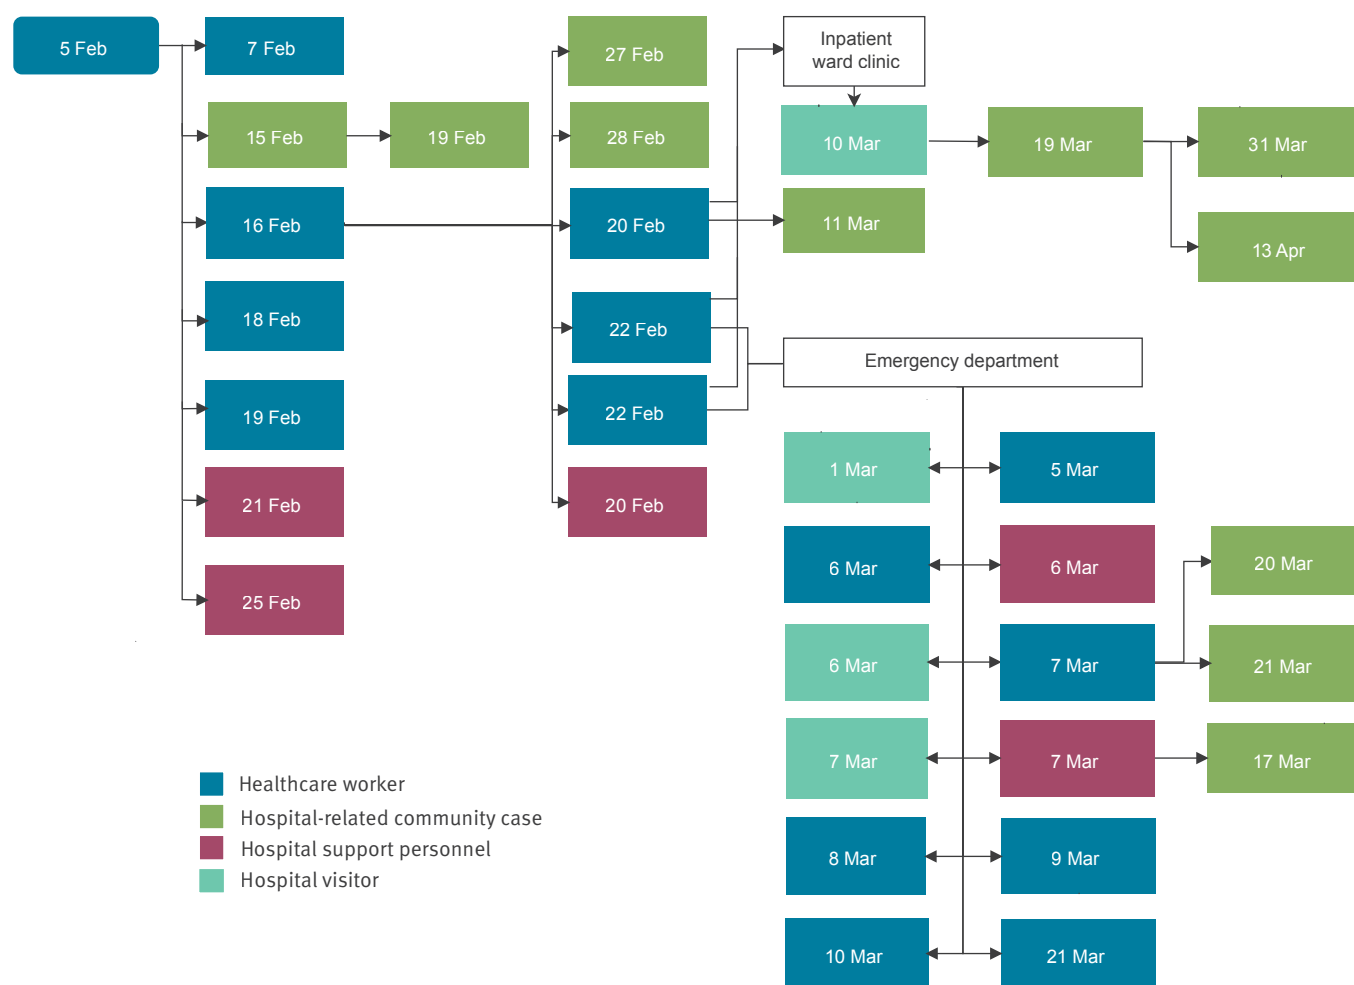 5 Feb
7 Feb
15 Feb
19 Feb
16 Feb
18 Feb
19 Feb
21 Feb
25 Feb
27 Feb
28 Feb
20 Feb
22 Feb
22 Feb
20 Feb
Inpatient
ward clinic
10 Mar
19 Mar
31 Mar
13 Apr
11 Mar
Emergency department
1 Mar
5 Mar
6 Mar
6 Mar
20 Mar
6 Mar
7 Mar
21 Mar
7 Mar
7 Mar
17 Mar
8 Mar
9 Mar
10 Mar
21 Mar
Healthcare worker
Hospital-related community case
Hospital support personnel
Hospital visitor